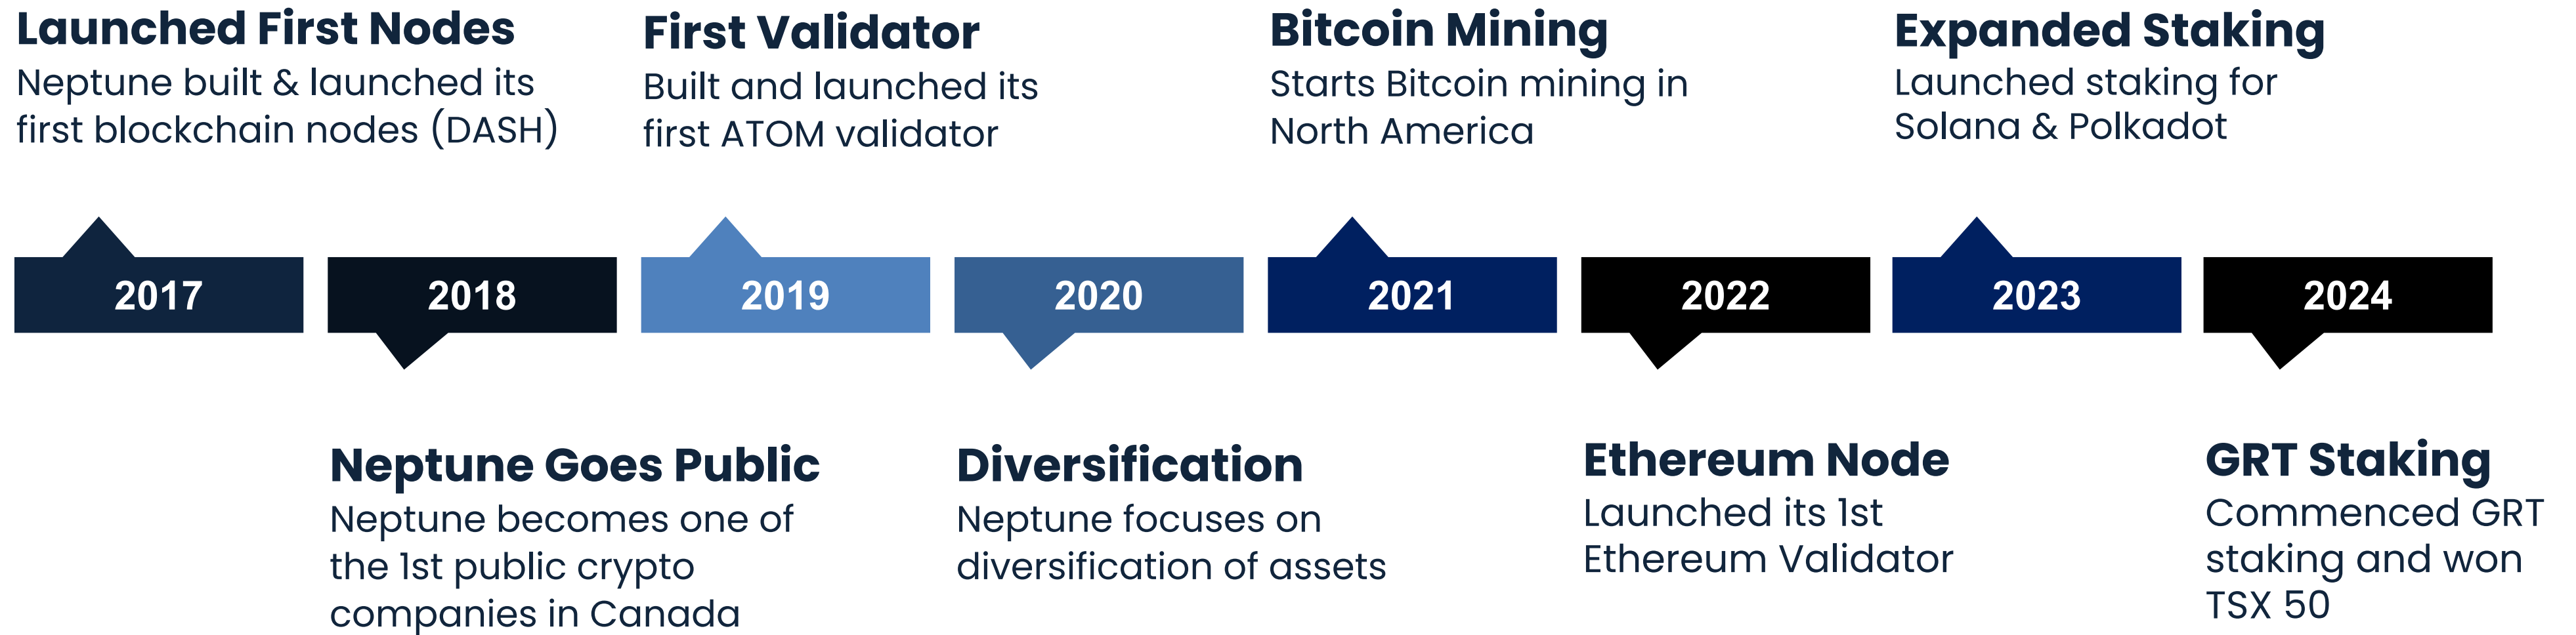 Launched First Nodes
Neptune built & launched its
first blockchain nodes (DASH)
First Validator
Built and launched its
first ATOM validator
Bitcoin Mining
Starts Bitcoin mining in
North America
Expanded Staking
Launched staking for
Solana & Polkadot
2017
2018
2019
2020
2021
2022
2023
2024
Neptune Goes Public
Neptune becomes one of
the 1st public crypto
companies in Canada
Diversification
Neptune focuses on
diversification of assets
Ethereum Node
Launched its 1st
Ethereum Validator
GRT Staking
Commenced GRT
staking and won
TSX 50